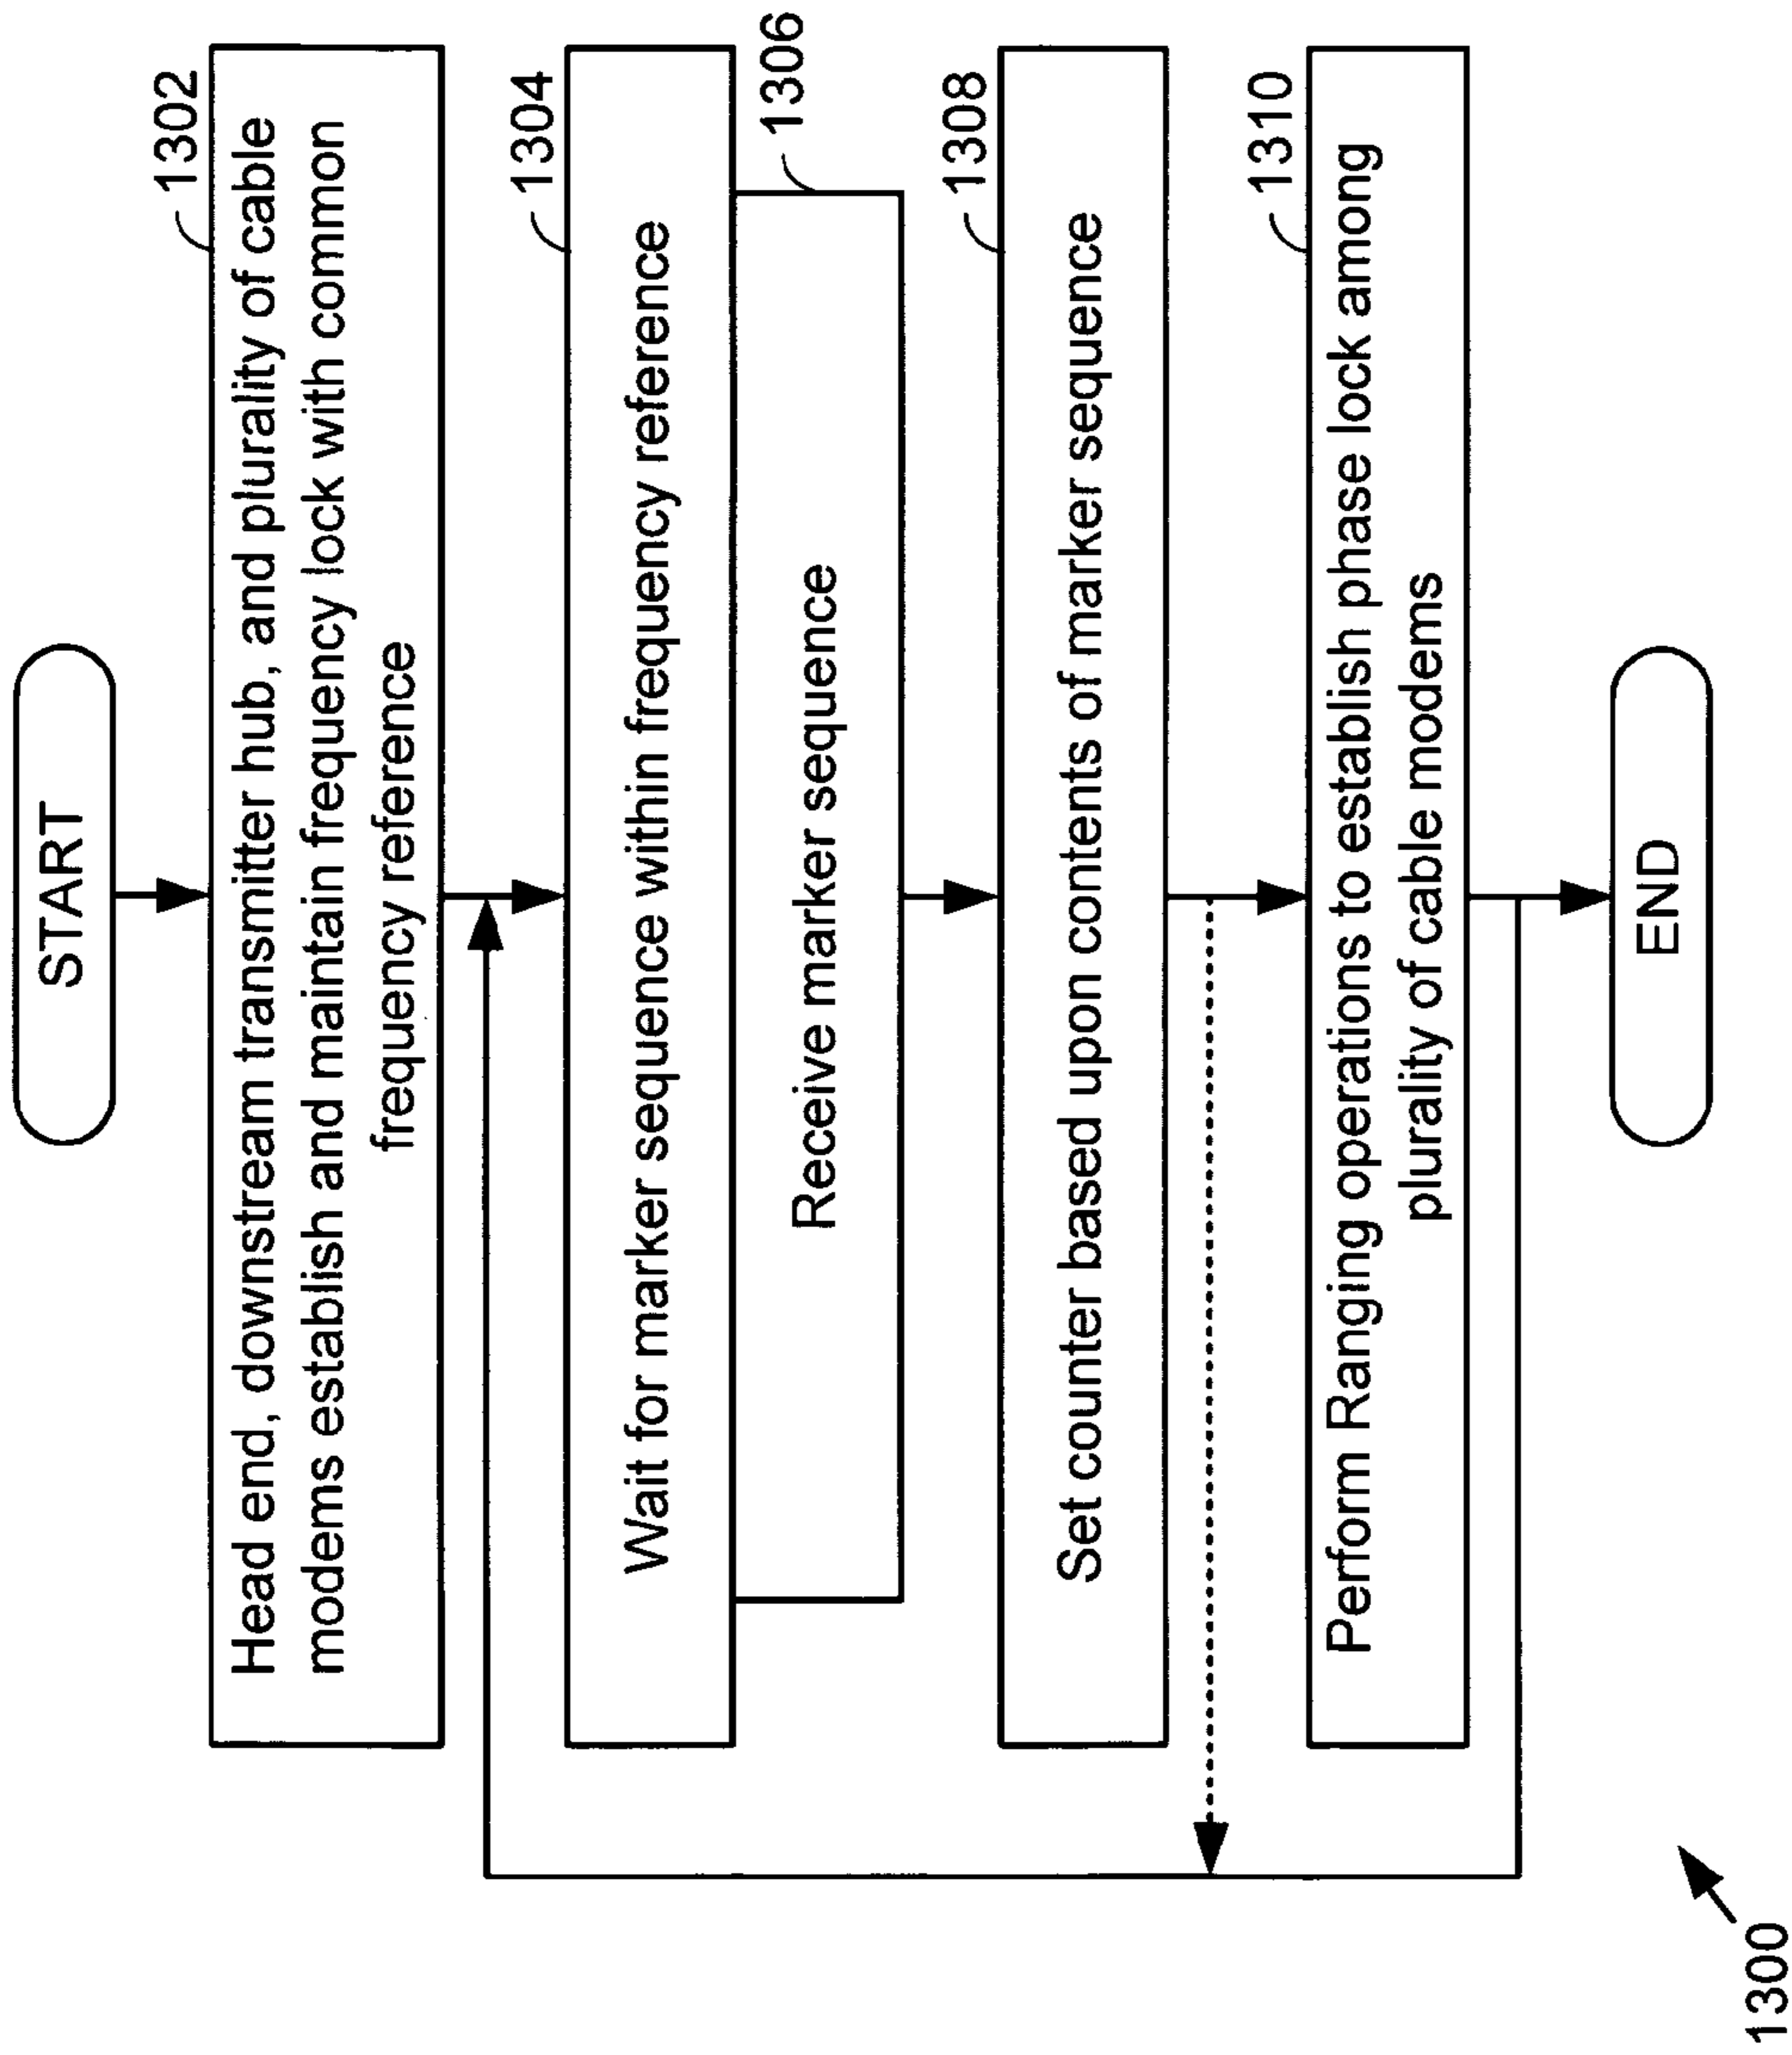 START
1302
Head end, downstream transmitter hub, and plurality of cable
modems establish and maintain frequency lock with common
frequency reference
1304
Wait for marker sequence within frequency reference
1306
Receive marker sequence
1308
Set counter based upon contents of marker sequence
1310
Perform Ranging operations to establish phase lock among
plurality of cable modems
END
1300